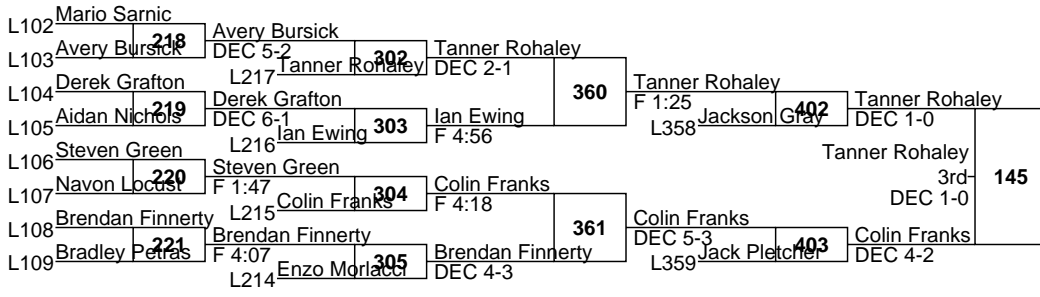 Mario Sarnic
L102
218
Avery Bursick
L103 Avery Bursick
DEC 5-2
302
Tanner Rohaley
L217 Tanner Rohaley
DEC 2-1
Derek Grafton
L104
360
Tanner Rohaley
219
Derek Grafton
F 1:25
402
Tanner Rohaley
L105 Aidan Nichols
DEC 6-1
303
Ian Ewing
L358 Jackson Gray
DEC 1-0
L216 Ian Ewing
F 4:56
Steven Green
L106
Tanner Rohaley
220
Steven Green
3rd
145
L107 Navon Locust
F 1:47
304
Colin Franks
DEC 1-0
L215 Colin Franks
F 4:18
Brendan Finnerty
L108
361
Colin Franks
221
Brendan Finnerty
DEC 5-3
403
Colin Franks
L109 Bradley Petras
F 4:07
305
Brendan Finnerty
L359 Jack Pletcher
DEC 4-2
L214 Enzo Morlacci
DEC 4-3